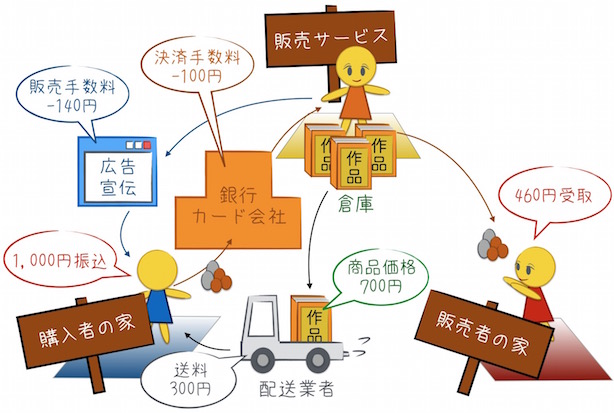 販売サービス
決済手数料
-100円
販売手数料
-140円
広告
宣伝
作品
作品
作品
倉庫
銀行
カード会社
460円受取
1,000円振込
商品価格
700円
購入者の家
作品
販売者の家
送料
300円
配送業者